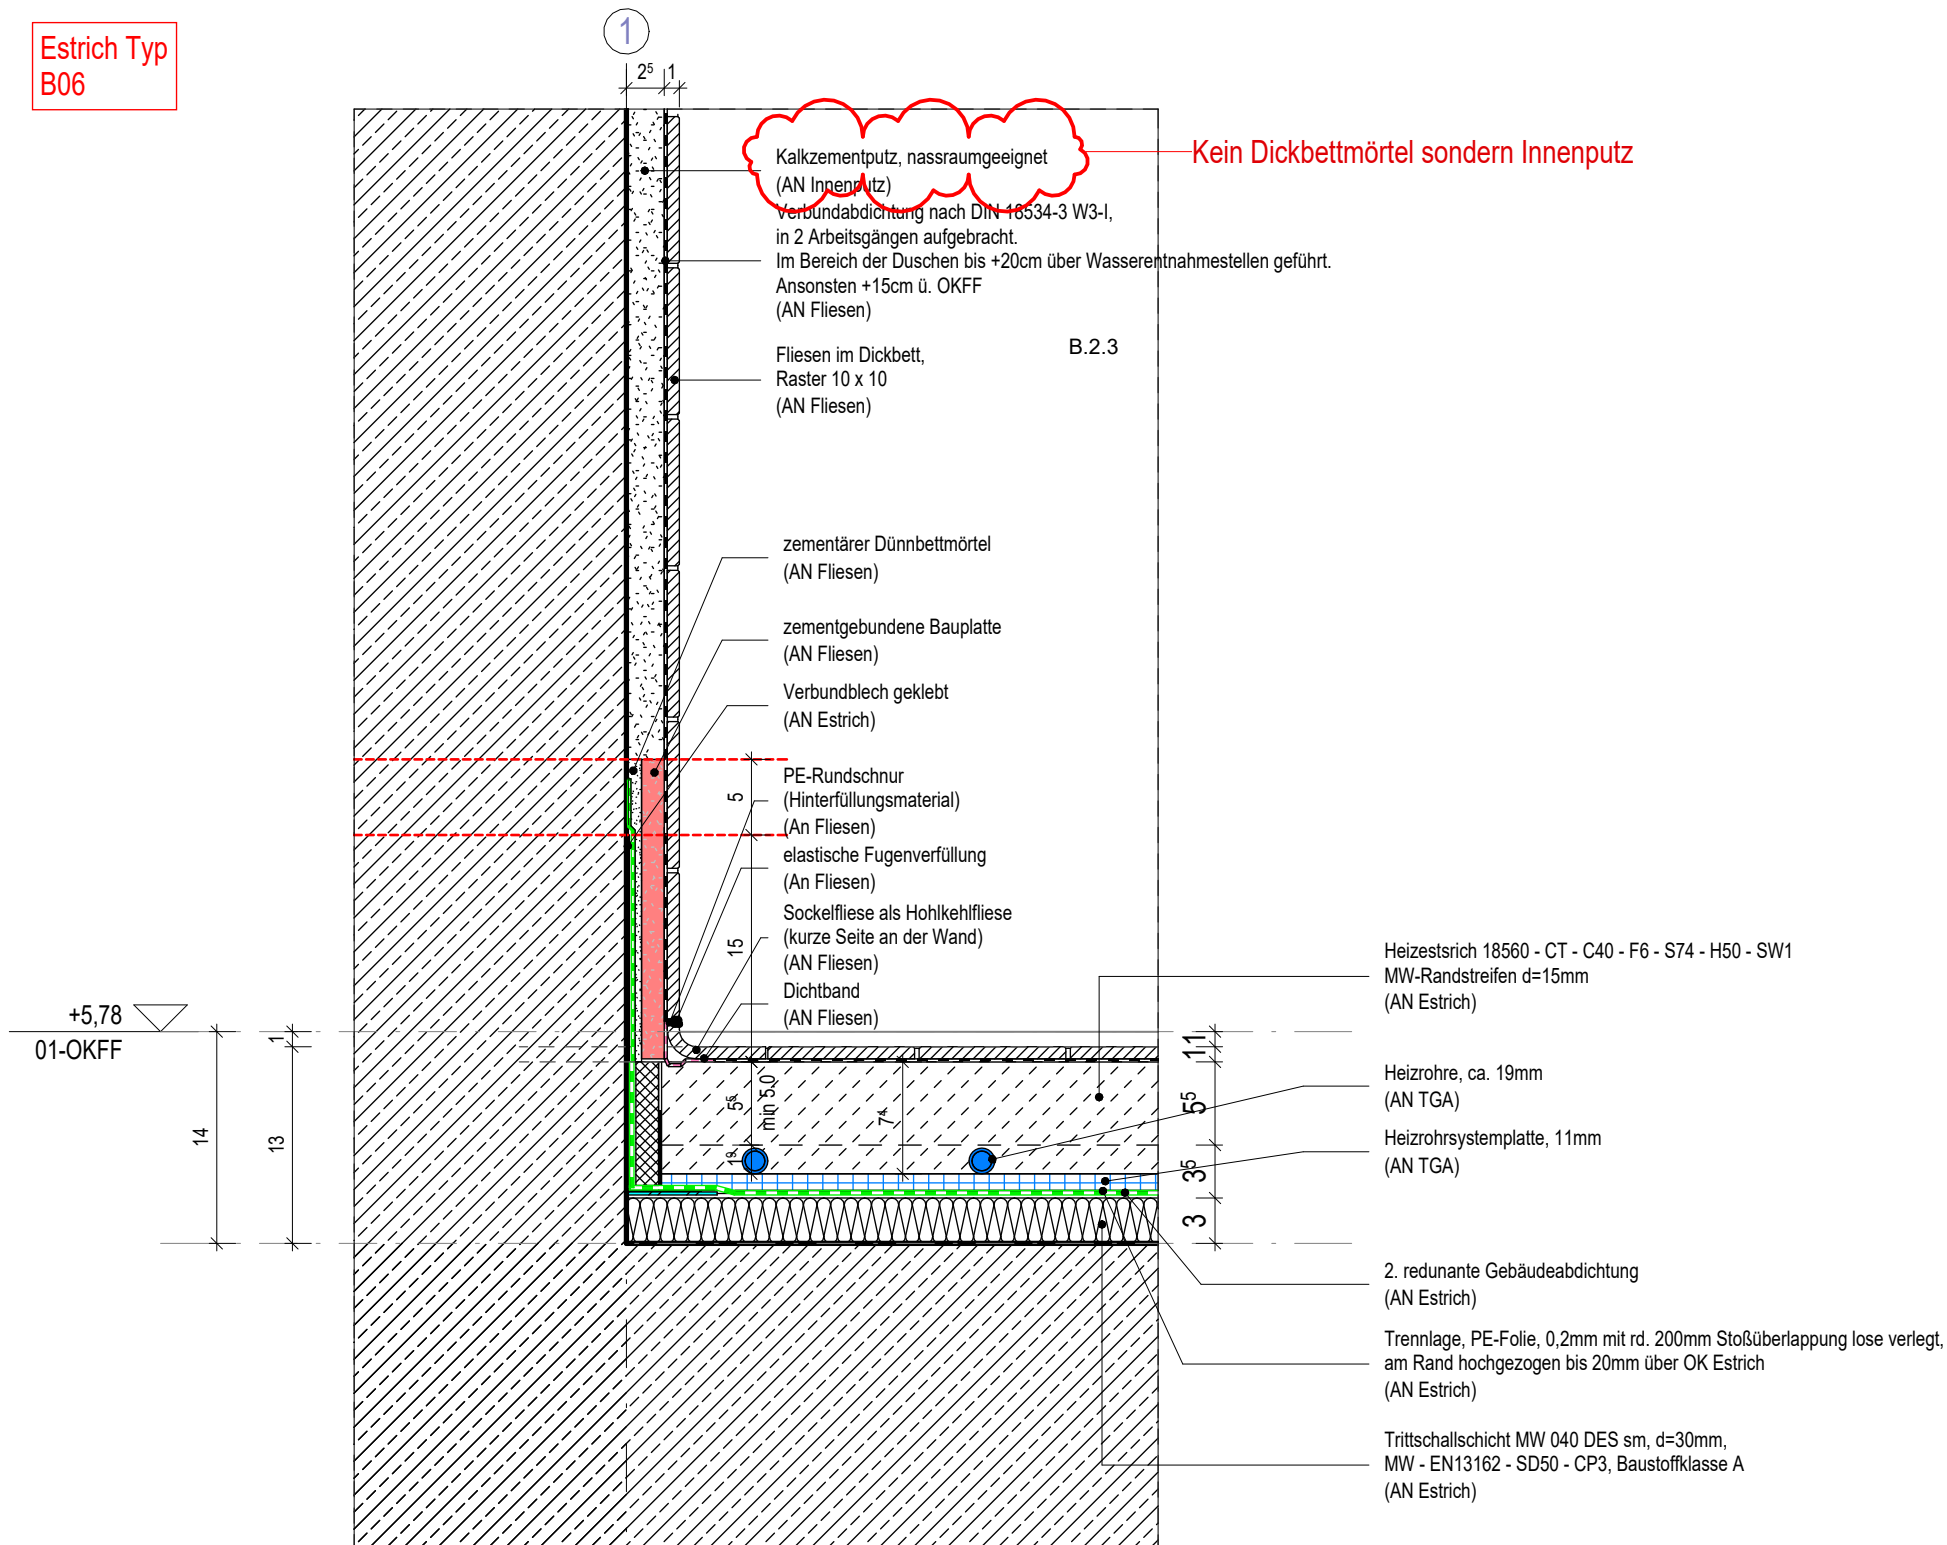 Estrich Typ
B06
1
2⁵ 1
Kalkzementputz, nassraumgeeignet
(AN Innenputz)
Kein Dickbettmörtel sondern Innenputz
Verbundabdichtung nach DIN 18534-3 W3-I,
in 2 Arbeitsgängen aufgebracht.
Im Bereich der Duschen bis +20cm über Wasserentnahmestellen geführt.
Ansonsten +15cm ü. OKFF
(AN Fliesen)
B.2.3
Fliesen im Dickbett,
Raster 10 x 10
(AN Fliesen)
zementärer Dünnbettmörtel
(AN Fliesen)
zementgebundene Bauplatte
(AN Fliesen)
Verbundblech geklebt
(AN Estrich)
PE-Rundschnur
(Hinterfüllungsmaterial)
(An Fliesen)
elastische Fugenverfüllung
(An Fliesen)
Sockelfliese als Hohlkehlfliese
(kurze Seite an der Wand)
(AN Fliesen)
Dichtband
(AN Fliesen)
5
15
+5,78
01-OKFF
1
14
13
5⁵
min 5,0
1⁹
7⁴
11
5⁵
3⁵
3
Heizestsrich 18560 - CT - C40 - F6 - S74 - H50 - SW1
MW-Randstreifen d=15mm
(AN Estrich)
Heizrohre, ca. 19mm
(AN TGA)
Heizrohrsystemplatte, 11mm
(AN TGA)
2. redunante Gebäudeabdichtung
(AN Estrich)
Trennlage, PE-Folie, 0,2mm mit rd. 200mm Stoßüberlappung lose verlegt,
am Rand hochgezogen bis 20mm über OK Estrich
(AN Estrich)
Trittschallschicht MW 040 DES sm, d=30mm,
MW - EN13162 - SD50 - CP3, Baustoffklasse A
(AN Estrich)